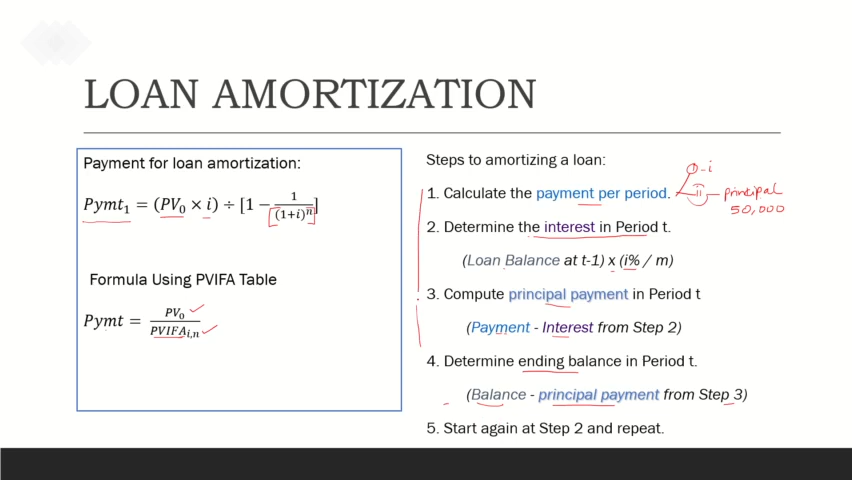 LOAN AMORTIZATION
Payment for loan amortization:
Pymt₁ = (PV₀ × i) ÷ [1 − 1/(1+i)ⁿ]
Formula Using PVIFA Table
Pymt = PV₀/PVIFAᵢ,ₙ
Steps to amortizing a loan:
1. Calculate the payment per period.
① - i
② - principal
50,000
2. Determine the interest in Period t.
(Loan Balance at t-1) x (i% / m)
3. Compute principal payment in Period t
(Payment - Interest from Step 2)
4. Determine ending balance in Period t.
(Balance - principal payment from Step 3)
5. Start again at Step 2 and repeat.